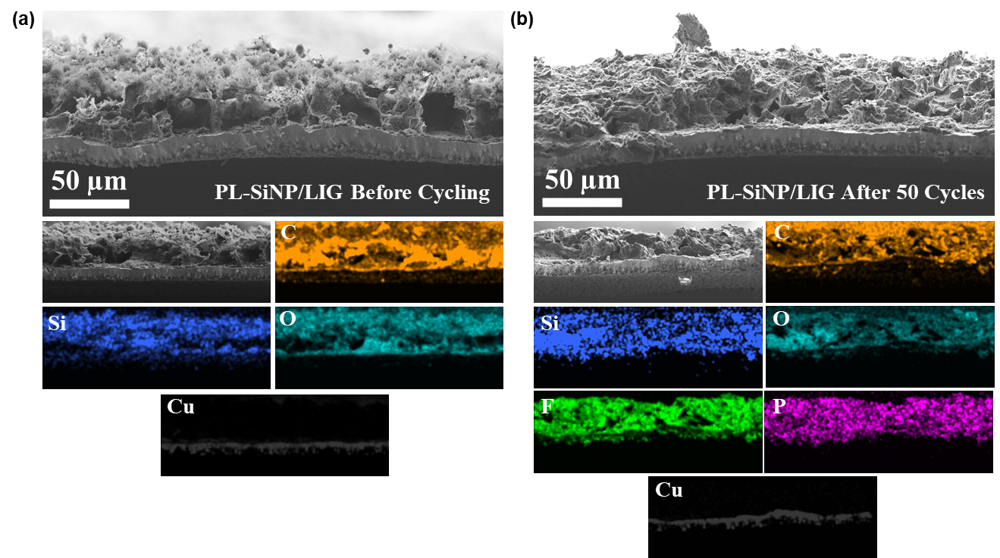 (a)
50 µm
PL-SiNP/LIG Before Cycling
C
Si
O
Cu
(b)
50 µm
PL-SiNP/LIG After 50 Cycles
C
Si
O
F
P
Cu